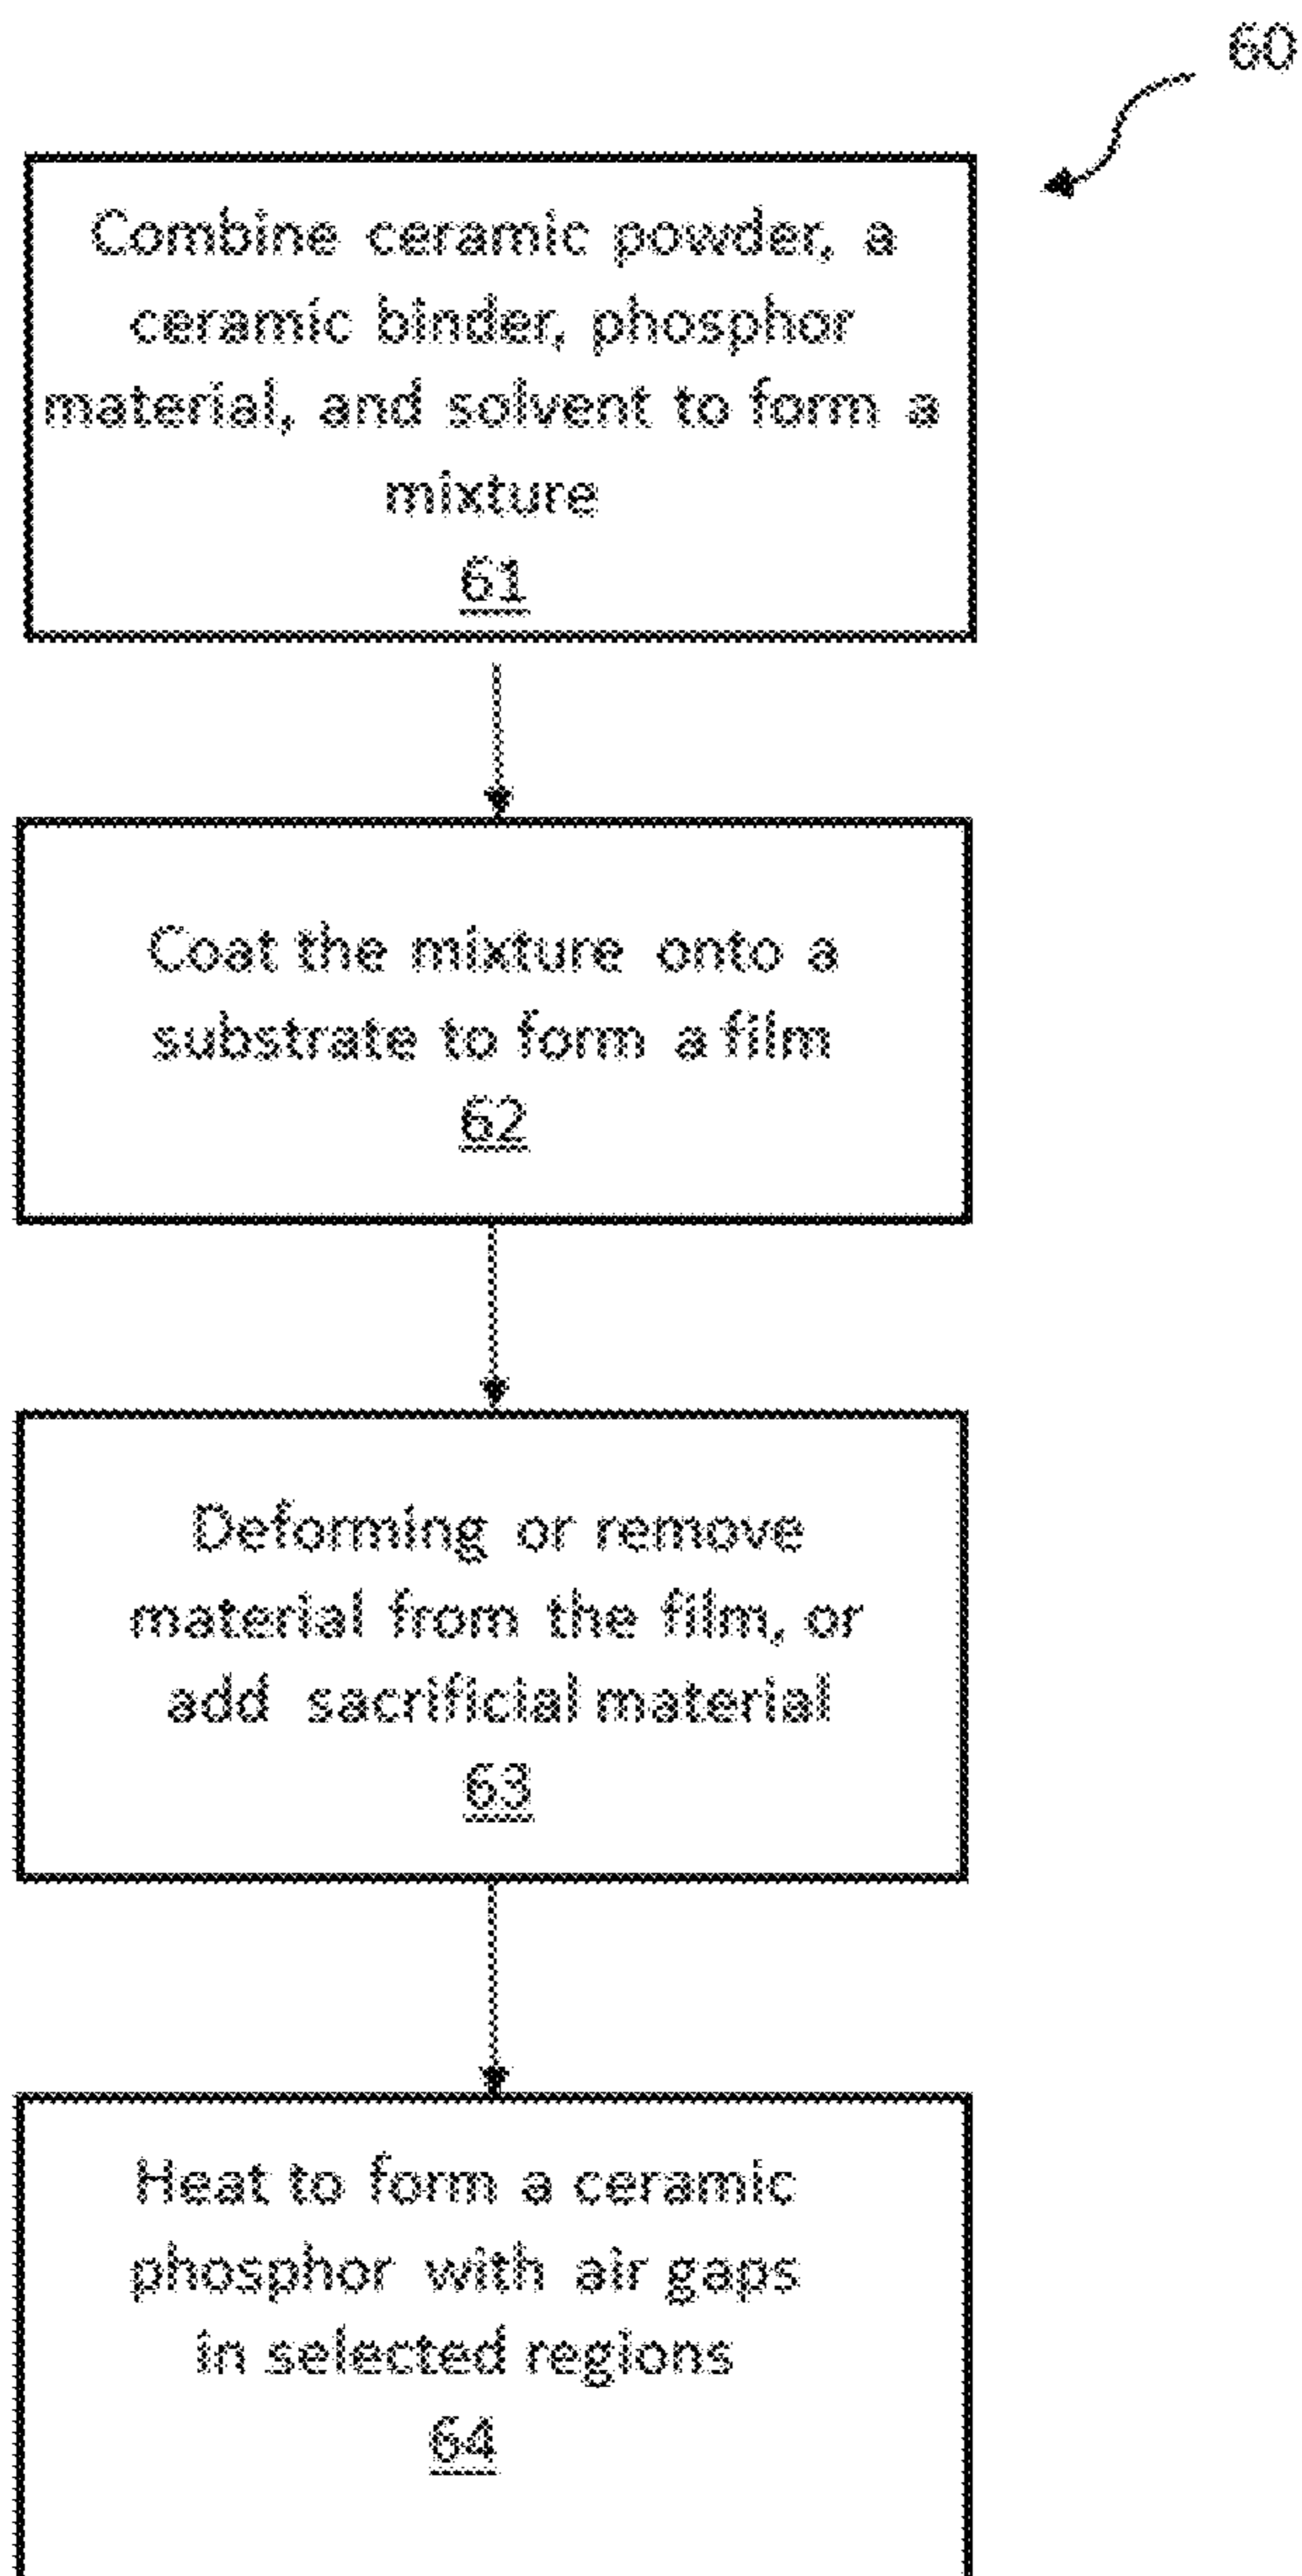 60
Combine ceramic powder, a
ceramic binder, phosphor
material, and solvent to form a
mixture
61
Coat the mixture onto a
substrate to form a film
62
Deforming or remove
material from the film, or
add sacrificial material
63
Heat to form a ceramic
phosphor with air gaps
in selected regions
64